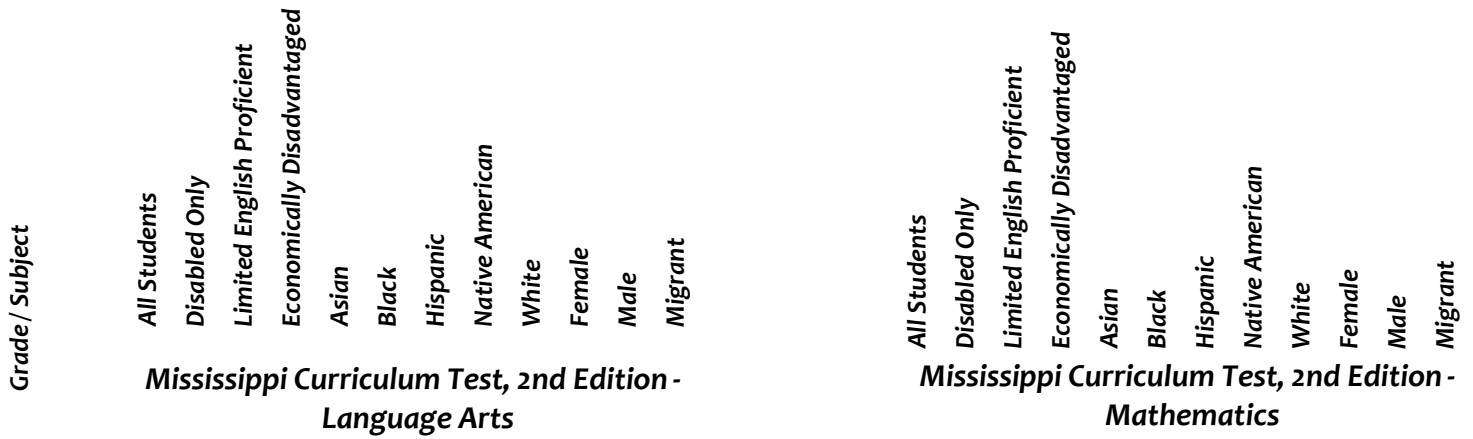 Grade / Subject
All Students
Disabled Only
Limited English Proficient
Economically Disadvantaged
Asian
Black
Hispanic
Native American
White
Female
Male
Migrant
Mississippi Curriculum Test, 2nd Edition -
Language Arts
All Students
Disabled Only
Limited English Proficient
Economically Disadvantaged
Asian
Black
Hispanic
Native American
White
Female
Male
Migrant
Mississippi Curriculum Test, 2nd Edition -
Mathematics